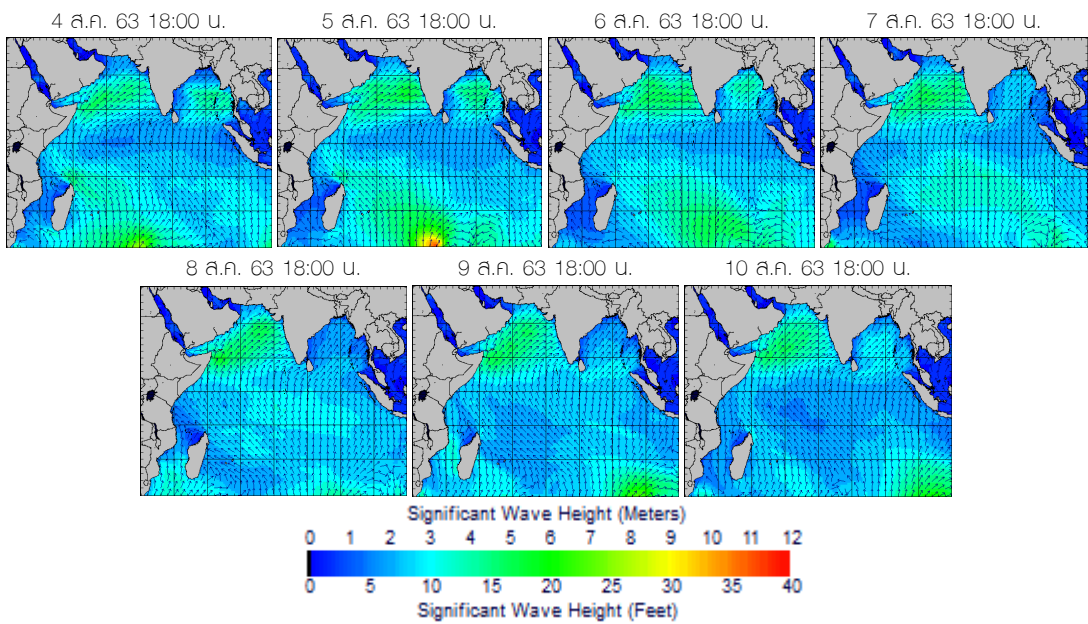 4 ส.ค. 63 18:00 น.
5 ส.ค. 63 18:00 น.
6 ส.ค. 63 18:00 น.
7 ส.ค. 63 18:00 น.
8 ส.ค. 63 18:00 น.
9 ส.ค. 63 18:00 น.
10 ส.ค. 63 18:00 น.
Significant Wave Height (Meters)
0 1 2 3 4 5 6 7 8 9 10 11 12
0 5 10 15 20 25 30 35 40
Significant Wave Height (Feet)